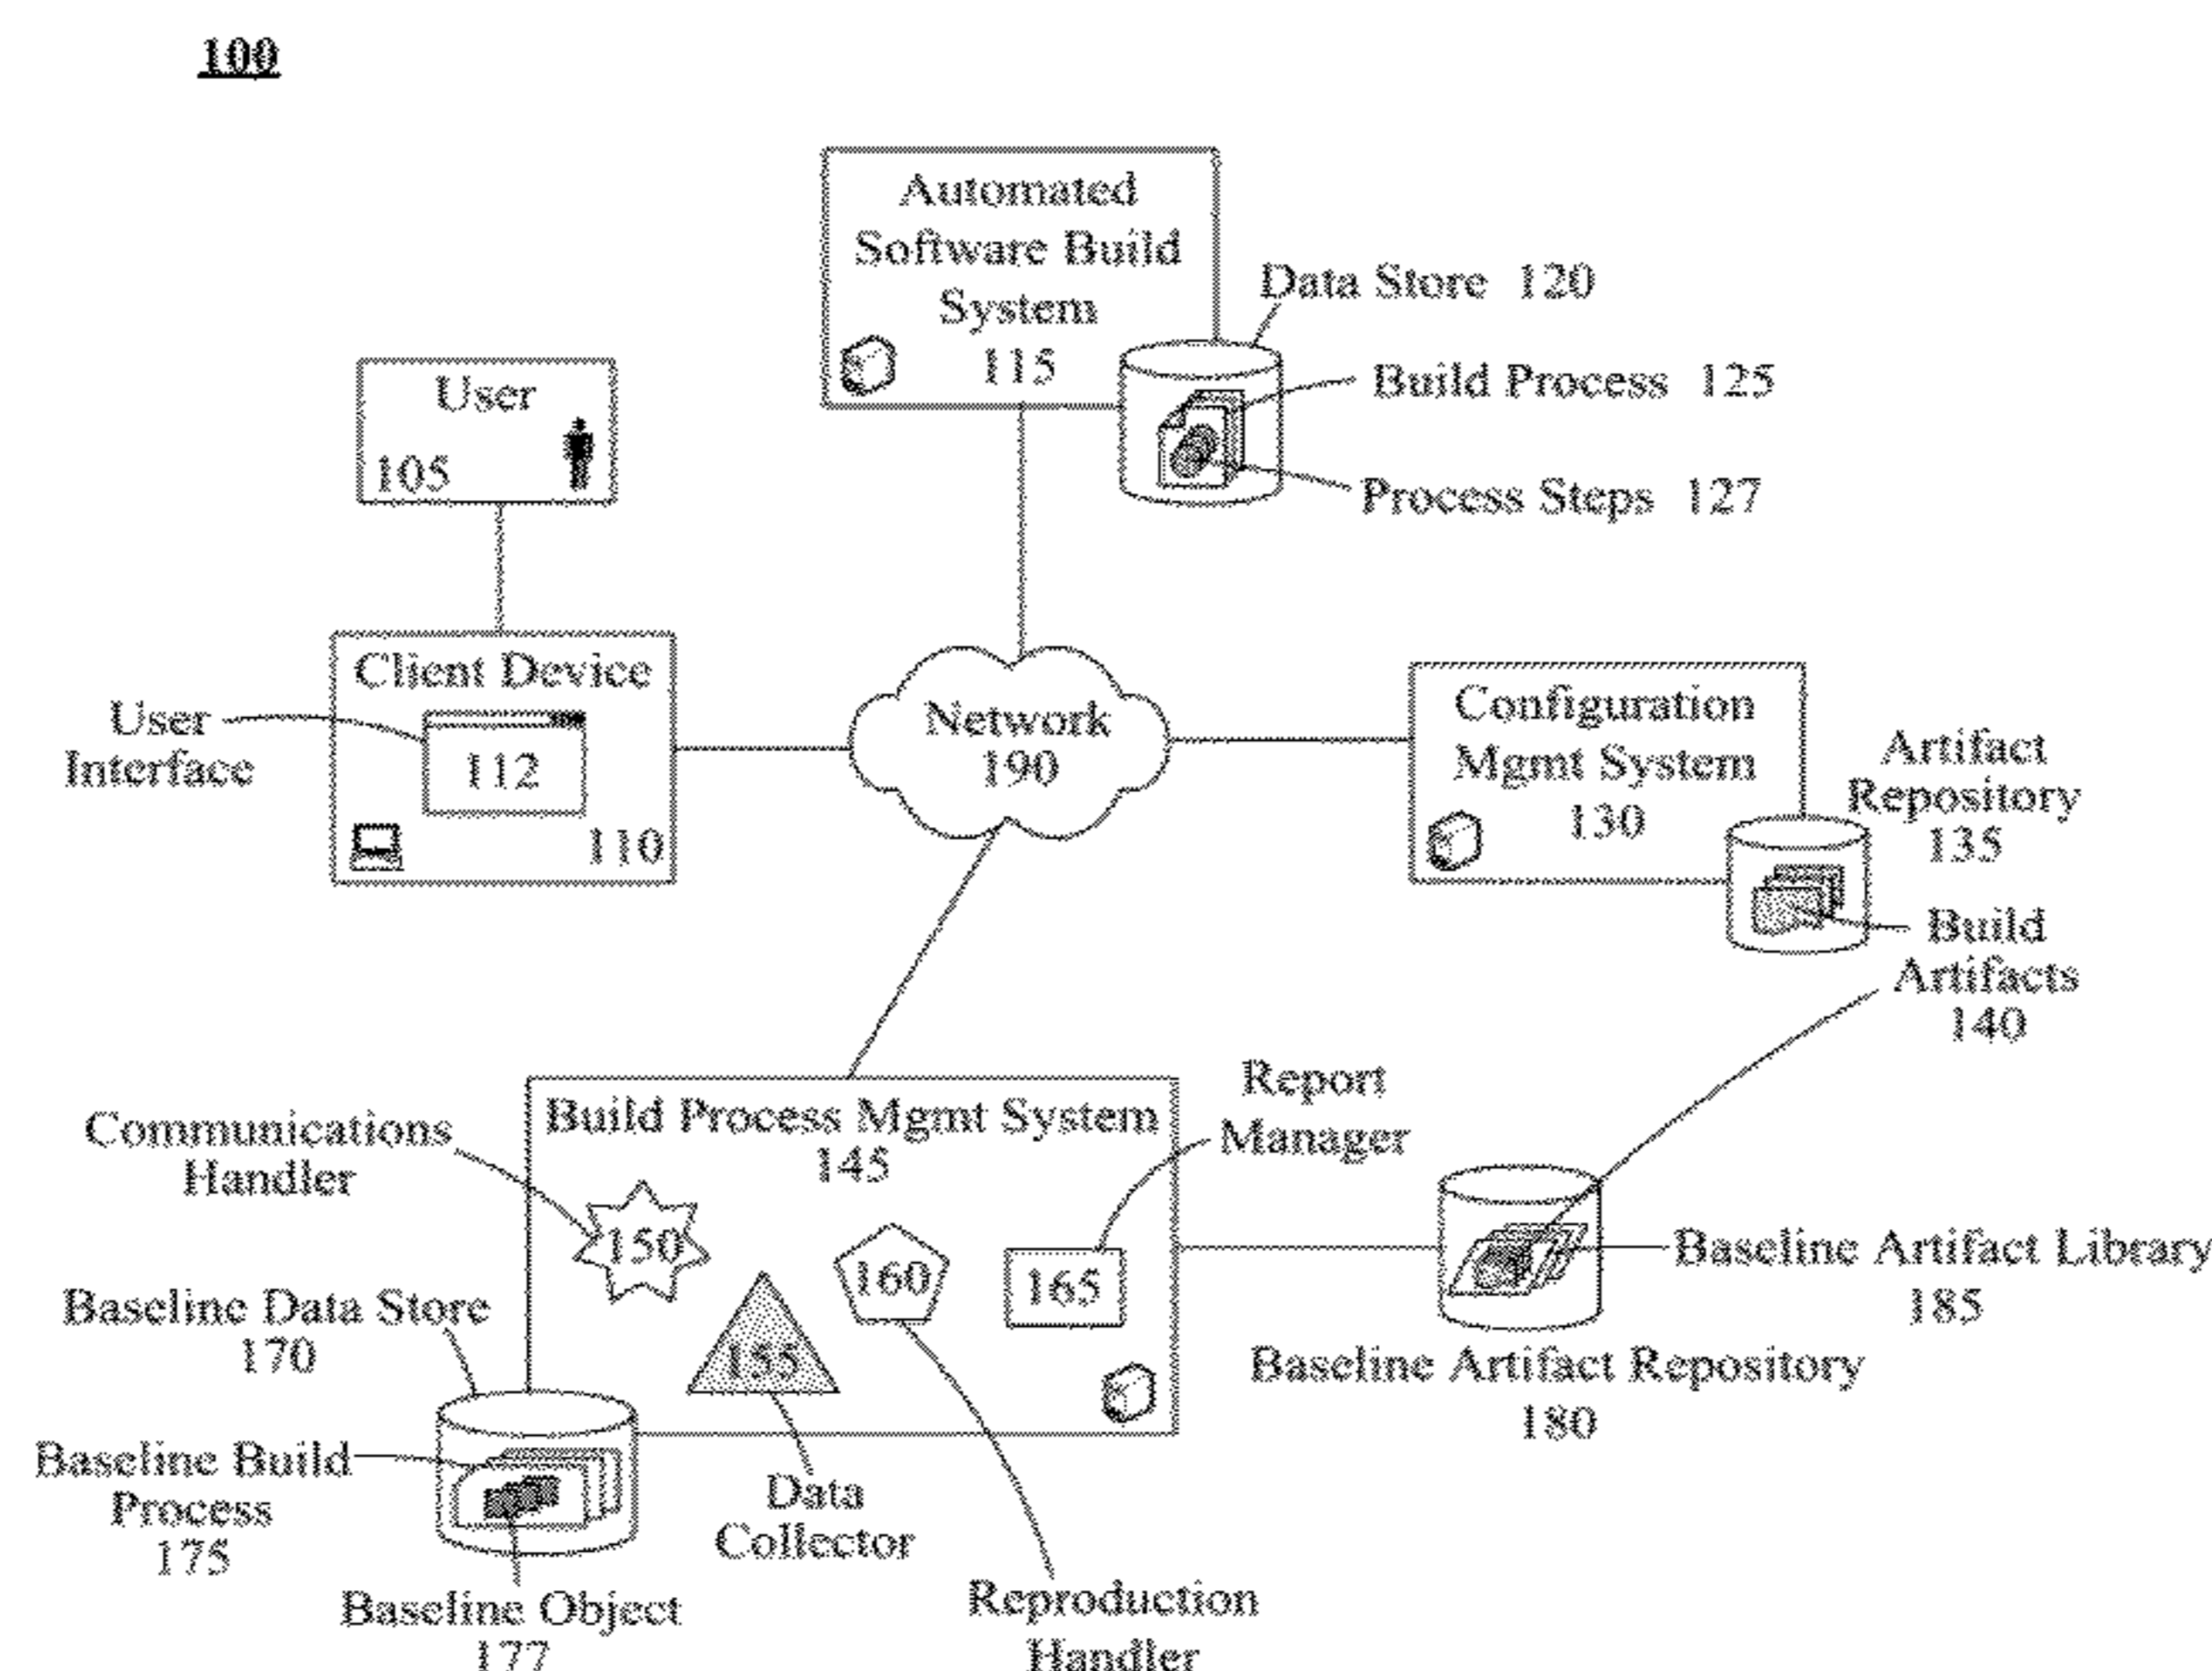 100
Automated
Software Build
System
115
Data Store 120
Build Process 125
Process Steps 127
User
105
Client Device
User
Interface
112
110
Network
190
Configuration
Mgmt System
130
Artifact
Repository
135
Build
Artifacts
140
Build Process Mgmt System
145
Communications
Handler
150
155
160
165
Report
Manager
Baseline Data Store
170
Baseline Build
Process
175
Baseline Object
177
Data
Collector
Reproduction
Handler
Baseline Artifact Library
185
Baseline Artifact Repository
180